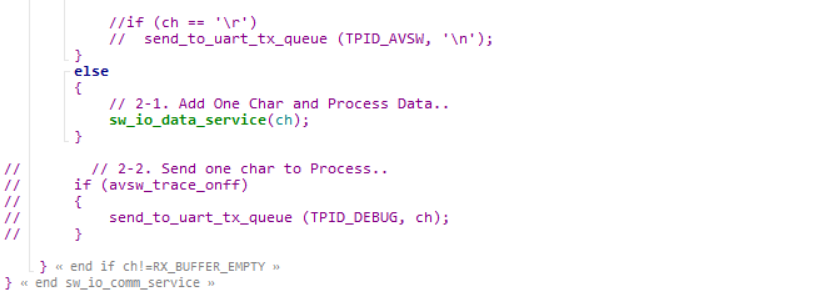 //if (ch == '\r')
//  send_to_uart_tx_queue (TPID_AVSW, '\n');
}
else
{
// 2-1. Add One Char and Process Data..
sw_io_data_service(ch);
}
//        // 2-2. Send one char to Process..
//      if (avsw_trace_onff)
//      {
//          send_to_uart_tx_queue (TPID_DEBUG, ch);
//      }
} « end if ch!=RX_BUFFER_EMPTY »
} « end sw_io_comm_service »